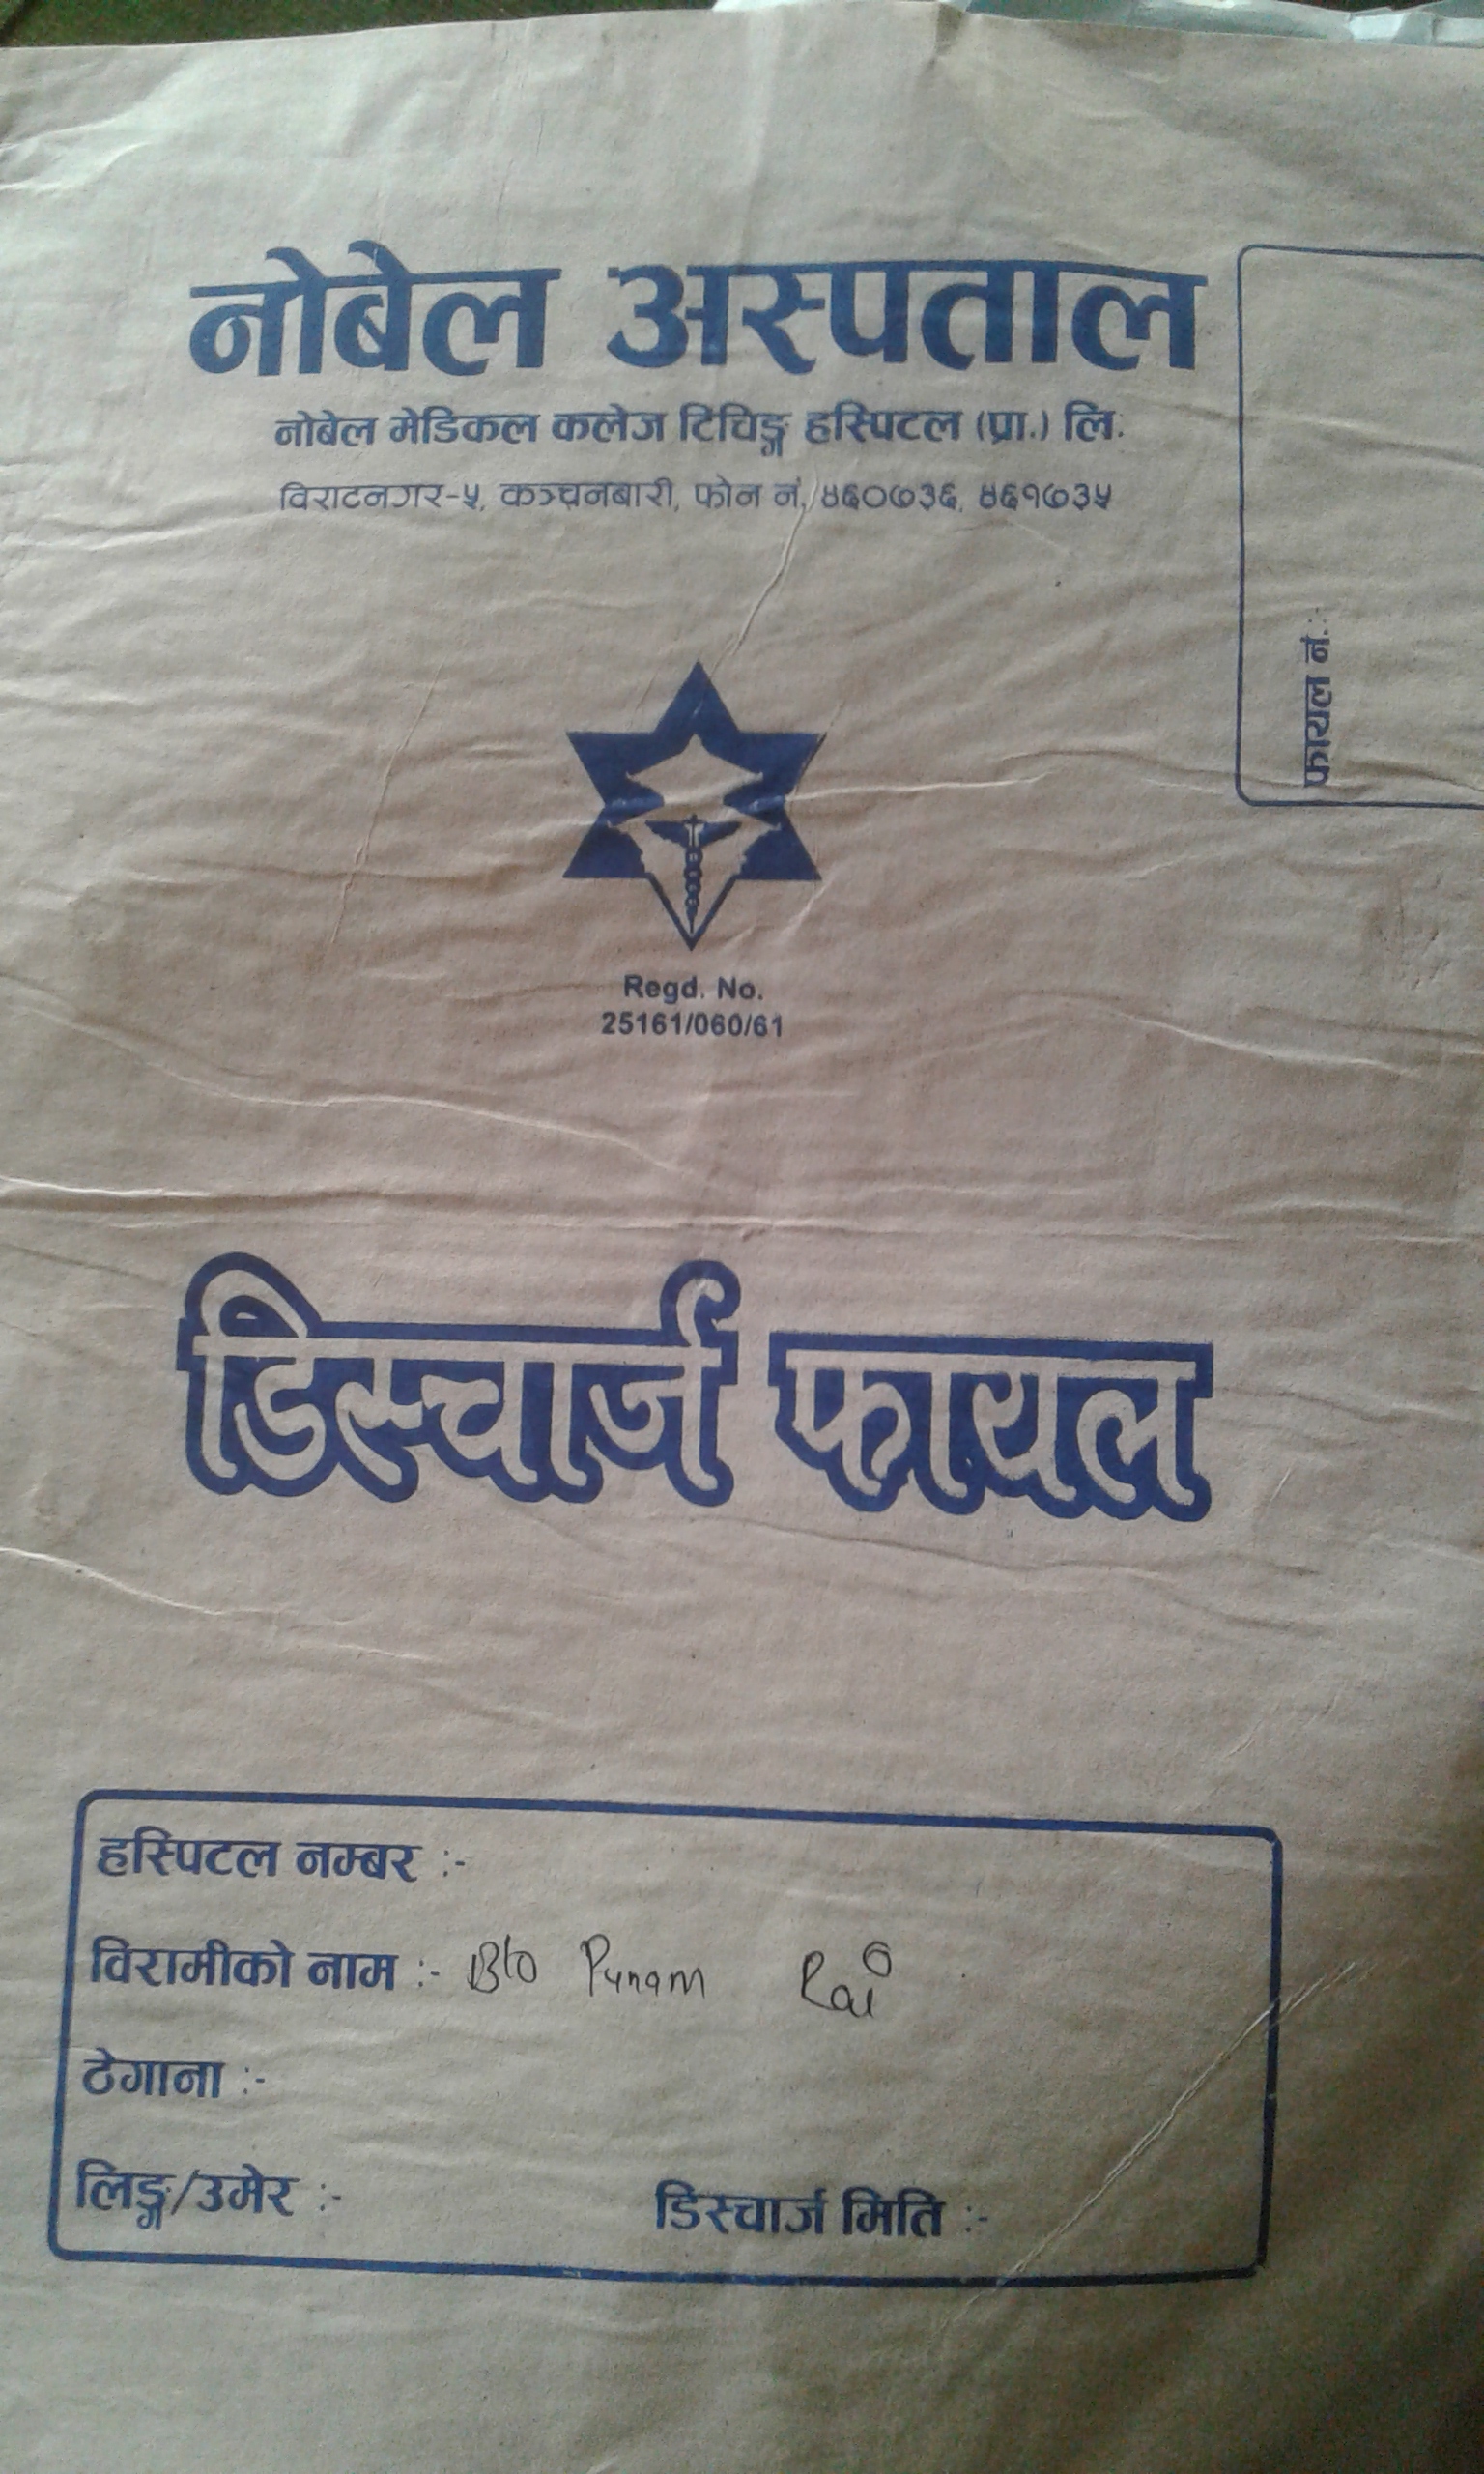 नोबेल अस्पताल
नोबेल मेडिकल कलेज टिचिङ्ग हस्पिटल (प्रा.) लि.
विराटनगर-५, कञ्चनबारी, फोन नं. ४६०७३६, ४६१७३५
फायल नं. :
Regd. No.
25161/060/61
डिस्चार्ज फायल
हस्पिटल नम्बर :-
विरामीको नाम :- B/o Punam Rai
ठेगाना :-
लिङ्ग/उमेर :- डिस्चार्ज मिति :-